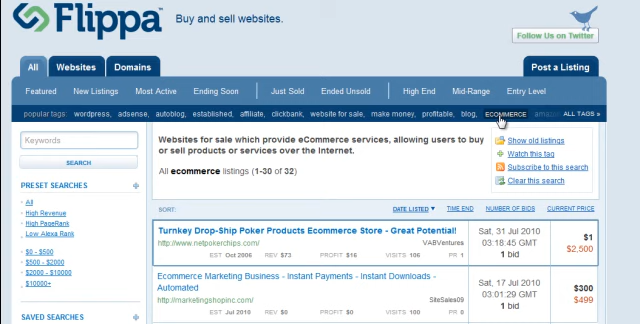 Flippa™
Buy and sell websites.
Follow Us on Twitter
All Websites Domains
Post a Listing
Featured New Listings Most Active Ending Soon Just Sold Ended Unsold High End Mid-Range Entry Level
popular tags: wordpress, adsense, autoblog, established, affiliate, clickbank, website for sale, make money, profitable, blog, ECOMMERCE ALL TAGS »
Keywords
SEARCH
PRESET SEARCHES
All
High Revenue
High PageRank
Low Alexa Rank
$0 - $500
$500 - $2000
$2000 - $10000
$10000+
SAVED SEARCHES
Websites for sale which provide eCommerce services, allowing users to buy
or sell products or services over the Internet.
All ecommerce listings (1-30 of 32)
Show old listings
Watch this tag
Subscribe to this search
Clear this search
SORT: DATE LISTED ▼ TIME END NUMBER OF BIDS CURRENT PRICE
Turnkey Drop-Ship Poker Products Ecommerce Store - Great Potential!
http://www.netpokerchips.com/ VABVentures
EST Oct 2006 REV $73 PROFIT $16 VISITS 106 PR 1
Sat, 31 Jul 2010
03:18:45 GMT
1 bid
$1
$2,500
Ecommerce Marketing Business - Instant Payments - Instant Downloads -
Automated
http://marketingshopinc.com/ SiteSales09
EST Jul 2010 REV $0 PROFIT $0 VISITS 100 PR 0
Sat, 17 Jul 2010
03:01:29 GMT
1 bid
$300
$499